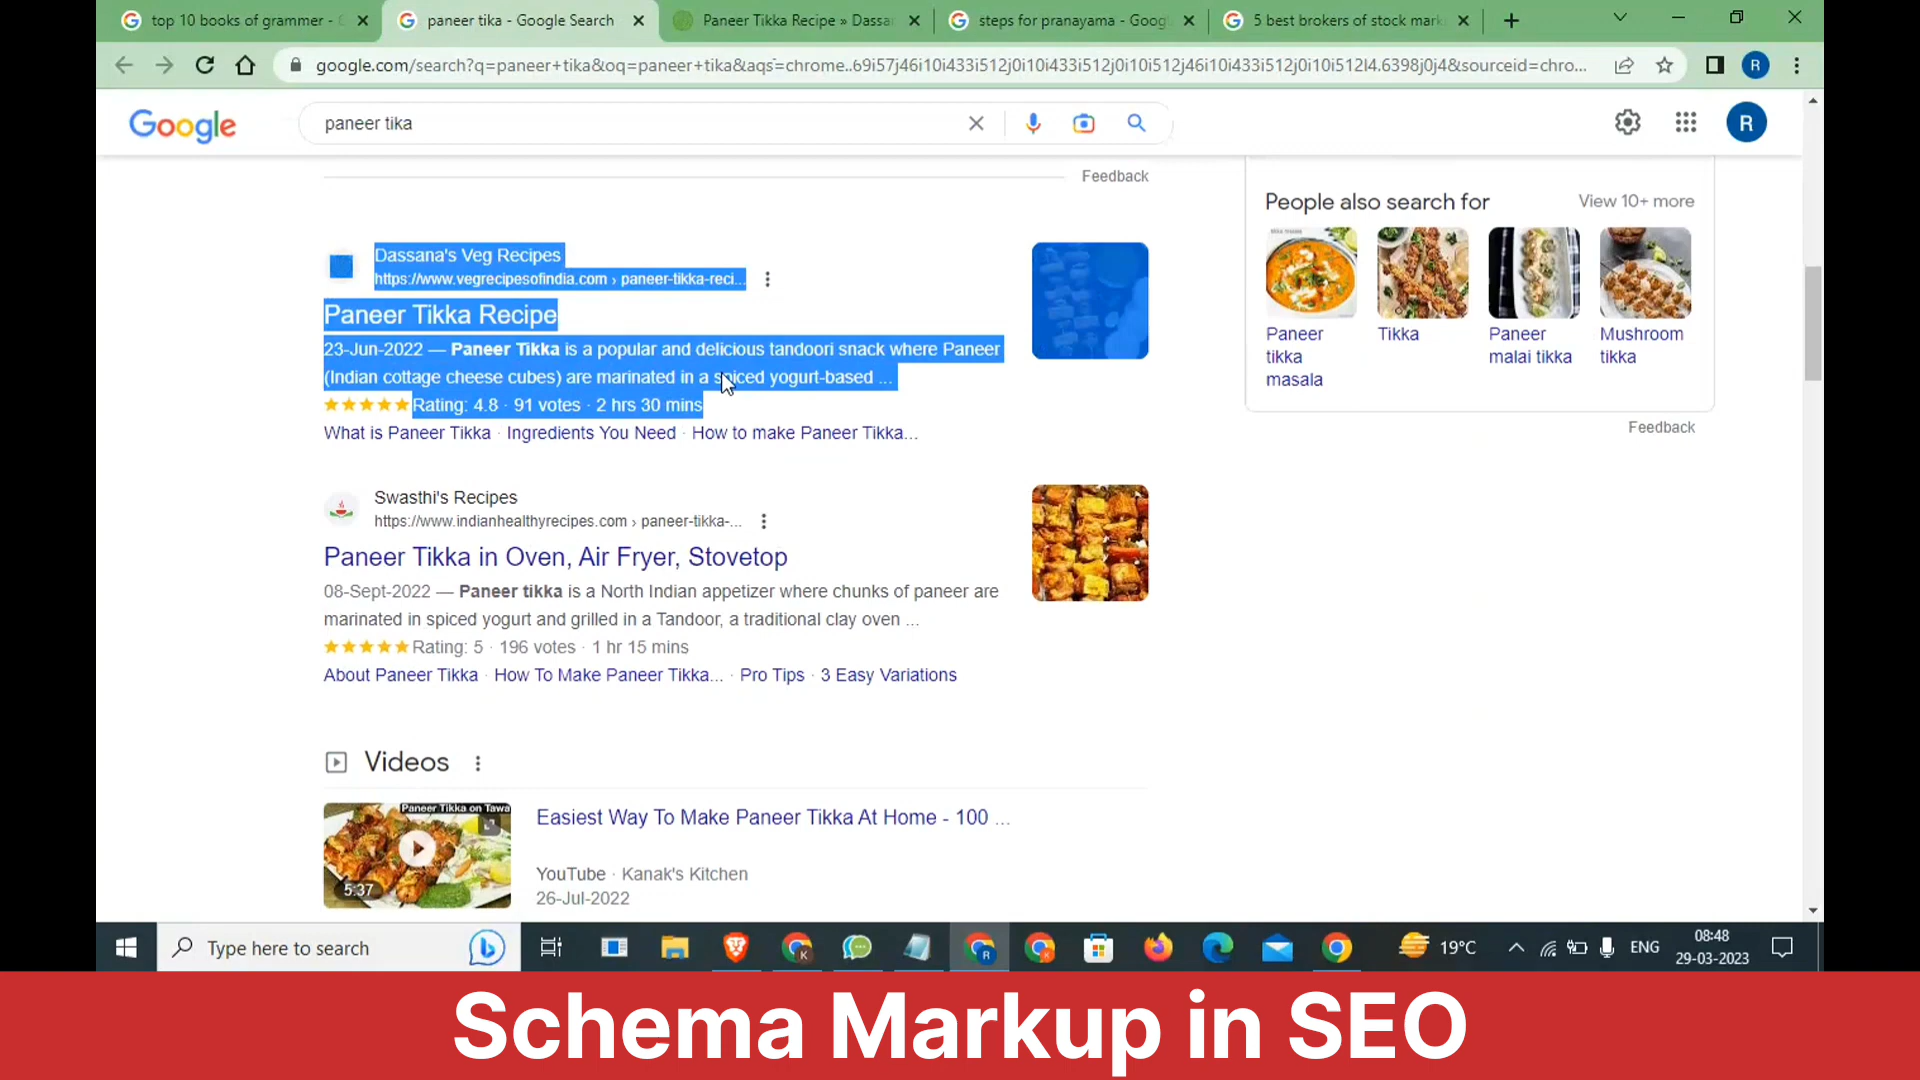 top 10 books of grammer -
paneer tika - Google Search
Paneer Tikka Recipe » Dassa
steps for pranayama - Goog
5 best brokers of stock mark
google.com/search?q=paneer+tika&oq=paneer+tika&aqs=chrome..69i57j46i10i433i512j0i10i433i512j0i10i512j46i10i433i512j0i10i512l4.6398j0j4&sourceid=chro...
R
Google
paneer tika
R
Feedback
People also search for
View 10+ more
Dassana's Veg Recipes
https://www.vegrecipesofindia.com › paneer-tikka-reci...
Paneer Tikka Recipe
23-Jun-2022 — Paneer Tikka is a popular and delicious tandoori snack where Paneer
(Indian cottage cheese cubes) are marinated in a spiced yogurt-based ...
Rating: 4.8 · 91 votes · 2 hrs 30 mins
What is Paneer Tikka · Ingredients You Need · How to make Paneer Tikka...
Paneer
tikka
masala
Tikka
Paneer
malai tikka
Mushroom
tikka
Feedback
Swasthi's Recipes
https://www.indianhealthyrecipes.com › paneer-tikka-...
Paneer Tikka in Oven, Air Fryer, Stovetop
08-Sept-2022 — Paneer tikka is a North Indian appetizer where chunks of paneer are
marinated in spiced yogurt and grilled in a Tandoor, a traditional clay oven ...
Rating: 5 · 196 votes · 1 hr 15 mins
About Paneer Tikka · How To Make Paneer Tikka... · Pro Tips · 3 Easy Variations
Videos
Paneer Tikka on Tawa
5:37
Easiest Way To Make Paneer Tikka At Home - 100 ...
YouTube · Kanak's Kitchen
26-Jul-2022
Type here to search
K
R
19°C
ENG
08:48
29-03-2023
Schema Markup in SEO